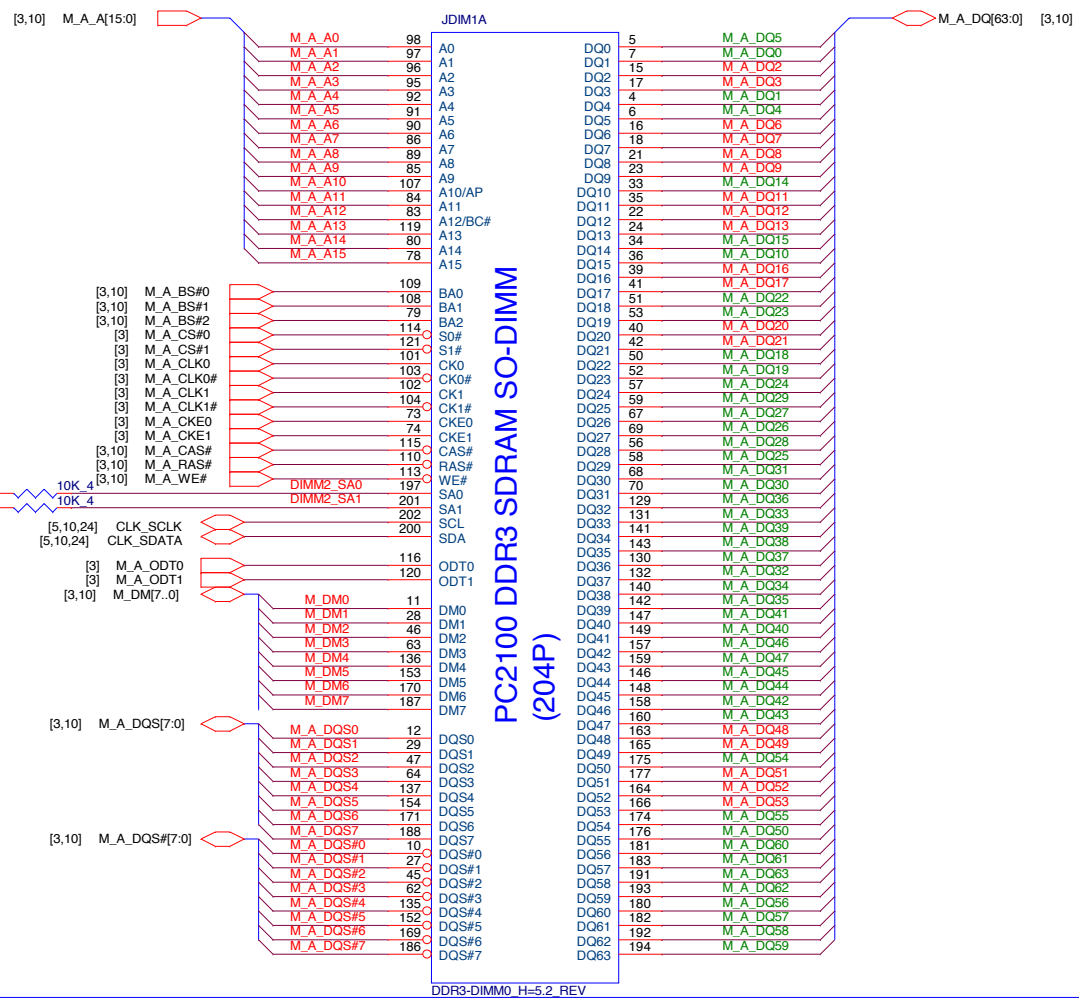 [3,10] M_A_A[15:0] JDIM1A M_A_DQ[63:0] [3,10]
M_A_A0 98 A0 DQ0 5 M_A_DQ5
M_A_A1 97 A1 DQ1 7 M_A_DQ0
M_A_A2 96 A2 DQ2 15 M_A_DQ2
M_A_A3 95 A3 DQ3 17 M_A_DQ3
M_A_A4 92 A4 DQ4 4 M_A_DQ1
M_A_A5 91 A5 DQ5 6 M_A_DQ4
M_A_A6 90 A6 DQ6 16 M_A_DQ6
M_A_A7 86 A7 DQ7 18 M_A_DQ7
M_A_A8 89 A8 DQ8 21 M_A_DQ8
M_A_A9 85 A9 DQ9 23 M_A_DQ9
M_A_A10 107 A10/AP DQ10 33 M_A_DQ14
M_A_A11 84 A11 DQ11 35 M_A_DQ11
M_A_A12 83 A12/BC# DQ12 22 M_A_DQ12
M_A_A13 119 A13 DQ13 24 M_A_DQ13
M_A_A14 80 A14 DQ14 34 M_A_DQ15
M_A_A15 78 A15 DQ15 36 M_A_DQ10
DQ16 39 M_A_DQ16
[3,10] M_A_BS#0 109 BA0 DQ17 41 M_A_DQ17
[3,10] M_A_BS#1 108 BA1 DQ18 51 M_A_DQ22
[3,10] M_A_BS#2 79 BA2 DQ19 53 M_A_DQ23
[3] M_A_CS#0 114 S0# DQ20 40 M_A_DQ20
[3] M_A_CS#1 121 S1# DQ21 42 M_A_DQ21
[3] M_A_CLK0 101 CK0 DQ22 50 M_A_DQ18
[3] M_A_CLK0# 103 CK0# DQ23 52 M_A_DQ19
[3] M_A_CLK1 102 CK1 DQ24 57 M_A_DQ24
[3] M_A_CLK1# 104 CK1# DQ25 59 M_A_DQ29
[3] M_A_CKE0 73 CKE0 DQ26 67 M_A_DQ27
[3] M_A_CKE1 74 CKE1 DQ27 69 M_A_DQ26
[3,10] M_A_CAS# 115 CAS# DQ28 56 M_A_DQ28
[3,10] M_A_RAS# 110 RAS# DQ29 58 M_A_DQ25
[3,10] M_A_WE# 113 WE# DQ30 68 M_A_DQ31
10K_4 DIMM2_SA0 197 SA0 DQ31 70 M_A_DQ30
10K_4 DIMM2_SA1 201 SA1 DQ32 129 M_A_DQ36
[5,10,24] CLK_SCLK 202 SCL DQ33 131 M_A_DQ33
[5,10,24] CLK_SDATA 200 SDA DQ34 141 M_A_DQ39
DQ35 143 M_A_DQ38
[3] M_A_ODT0 116 ODT0 DQ36 130 M_A_DQ37
[3] M_A_ODT1 120 ODT1 DQ37 132 M_A_DQ32
[3,10] M_DM[7..0] DQ38 140 M_A_DQ34
M_DM0 11 DM0 DQ39 142 M_A_DQ35
M_DM1 28 DM1 DQ40 147 M_A_DQ41
M_DM2 46 DM2 DQ41 149 M_A_DQ40
M_DM3 63 DM3 DQ42 157 M_A_DQ46
M_DM4 136 DM4 DQ43 159 M_A_DQ47
M_DM5 153 DM5 DQ44 146 M_A_DQ45
M_DM6 170 DM6 DQ45 148 M_A_DQ44
M_DM7 187 DM7 DQ46 158 M_A_DQ42
[3,10] M_A_DQS[7:0] DQ47 160 M_A_DQ43
M_A_DQS0 12 DQS0 DQ48 163 M_A_DQ48
M_A_DQS1 29 DQS1 DQ49 165 M_A_DQ49
M_A_DQS2 47 DQS2 DQ50 175 M_A_DQ54
M_A_DQS3 64 DQS3 DQ51 177 M_A_DQ51
M_A_DQS4 137 DQS4 DQ52 164 M_A_DQ52
M_A_DQS5 154 DQS5 DQ53 166 M_A_DQ53
M_A_DQS6 171 DQS6 DQ54 174 M_A_DQ55
[3,10] M_A_DQS#[7:0] M_A_DQS7 188 DQS7 DQ55 176 M_A_DQ50
M_A_DQS#0 10 DQS#0 DQ56 181 M_A_DQ60
M_A_DQS#1 27 DQS#1 DQ57 183 M_A_DQ61
M_A_DQS#2 45 DQS#2 DQ58 191 M_A_DQ63
M_A_DQS#3 62 DQS#3 DQ59 193 M_A_DQ62
M_A_DQS#4 135 DQS#4 DQ60 180 M_A_DQ56
M_A_DQS#5 152 DQS#5 DQ61 182 M_A_DQ57
M_A_DQS#6 169 DQS#6 DQ62 192 M_A_DQ58
M_A_DQS#7 186 DQS#7 DQ63 194 M_A_DQ59
PC2100 DDR3 SDRAM SO-DIMM
(204P)
DDR3-DIMM0_H=5.2_REV